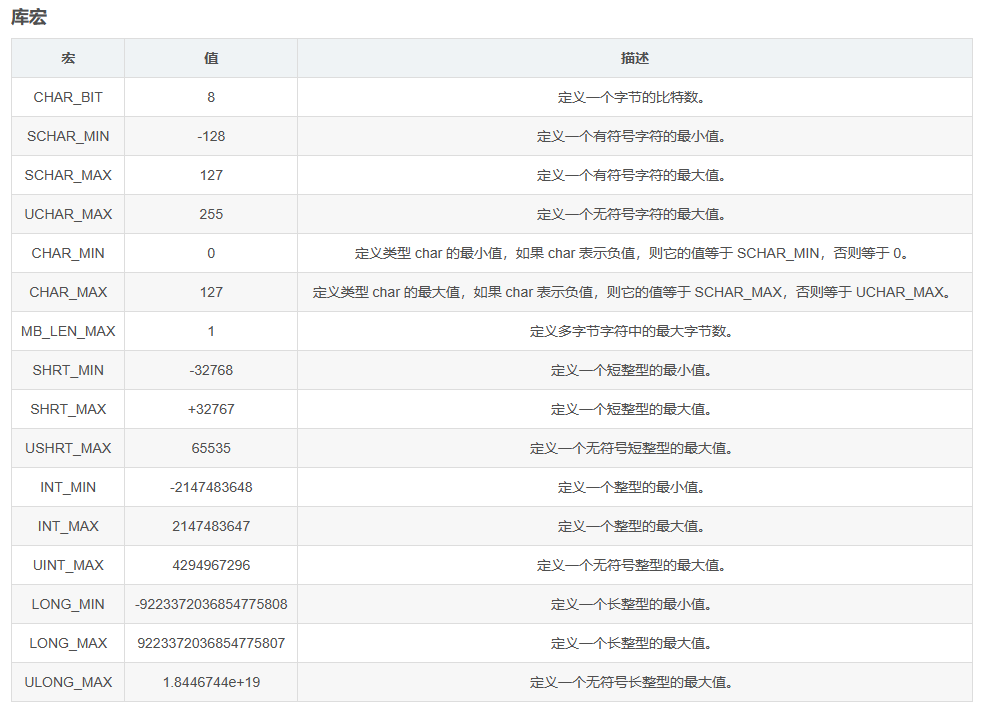 库宏
宏 值 描述
CHAR_BIT 8 定义一个字节的比特数。
SCHAR_MIN -128 定义一个有符号字符的最小值。
SCHAR_MAX 127 定义一个有符号字符的最大值。
UCHAR_MAX 255 定义一个无符号字符的最大值。
CHAR_MIN 0 定义类型 char 的最小值，如果 char 表示负值，则它的值等于 SCHAR_MIN，否则等于 0。
CHAR_MAX 127 定义类型 char 的最大值，如果 char 表示负值，则它的值等于 SCHAR_MAX，否则等于 UCHAR_MAX。
MB_LEN_MAX 1 定义多字节字符中的最大字节数。
SHRT_MIN -32768 定义一个短整型的最小值。
SHRT_MAX +32767 定义一个短整型的最大值。
USHRT_MAX 65535 定义一个无符号短整型的最大值。
INT_MIN -2147483648 定义一个整型的最小值。
INT_MAX 2147483647 定义一个整型的最大值。
UINT_MAX 4294967296 定义一个无符号整型的最大值。
LONG_MIN -9223372036854775808 定义一个长整型的最小值。
LONG_MAX 9223372036854775807 定义一个长整型的最大值。
ULONG_MAX 1.8446744e+19 定义一个无符号长整型的最大值。